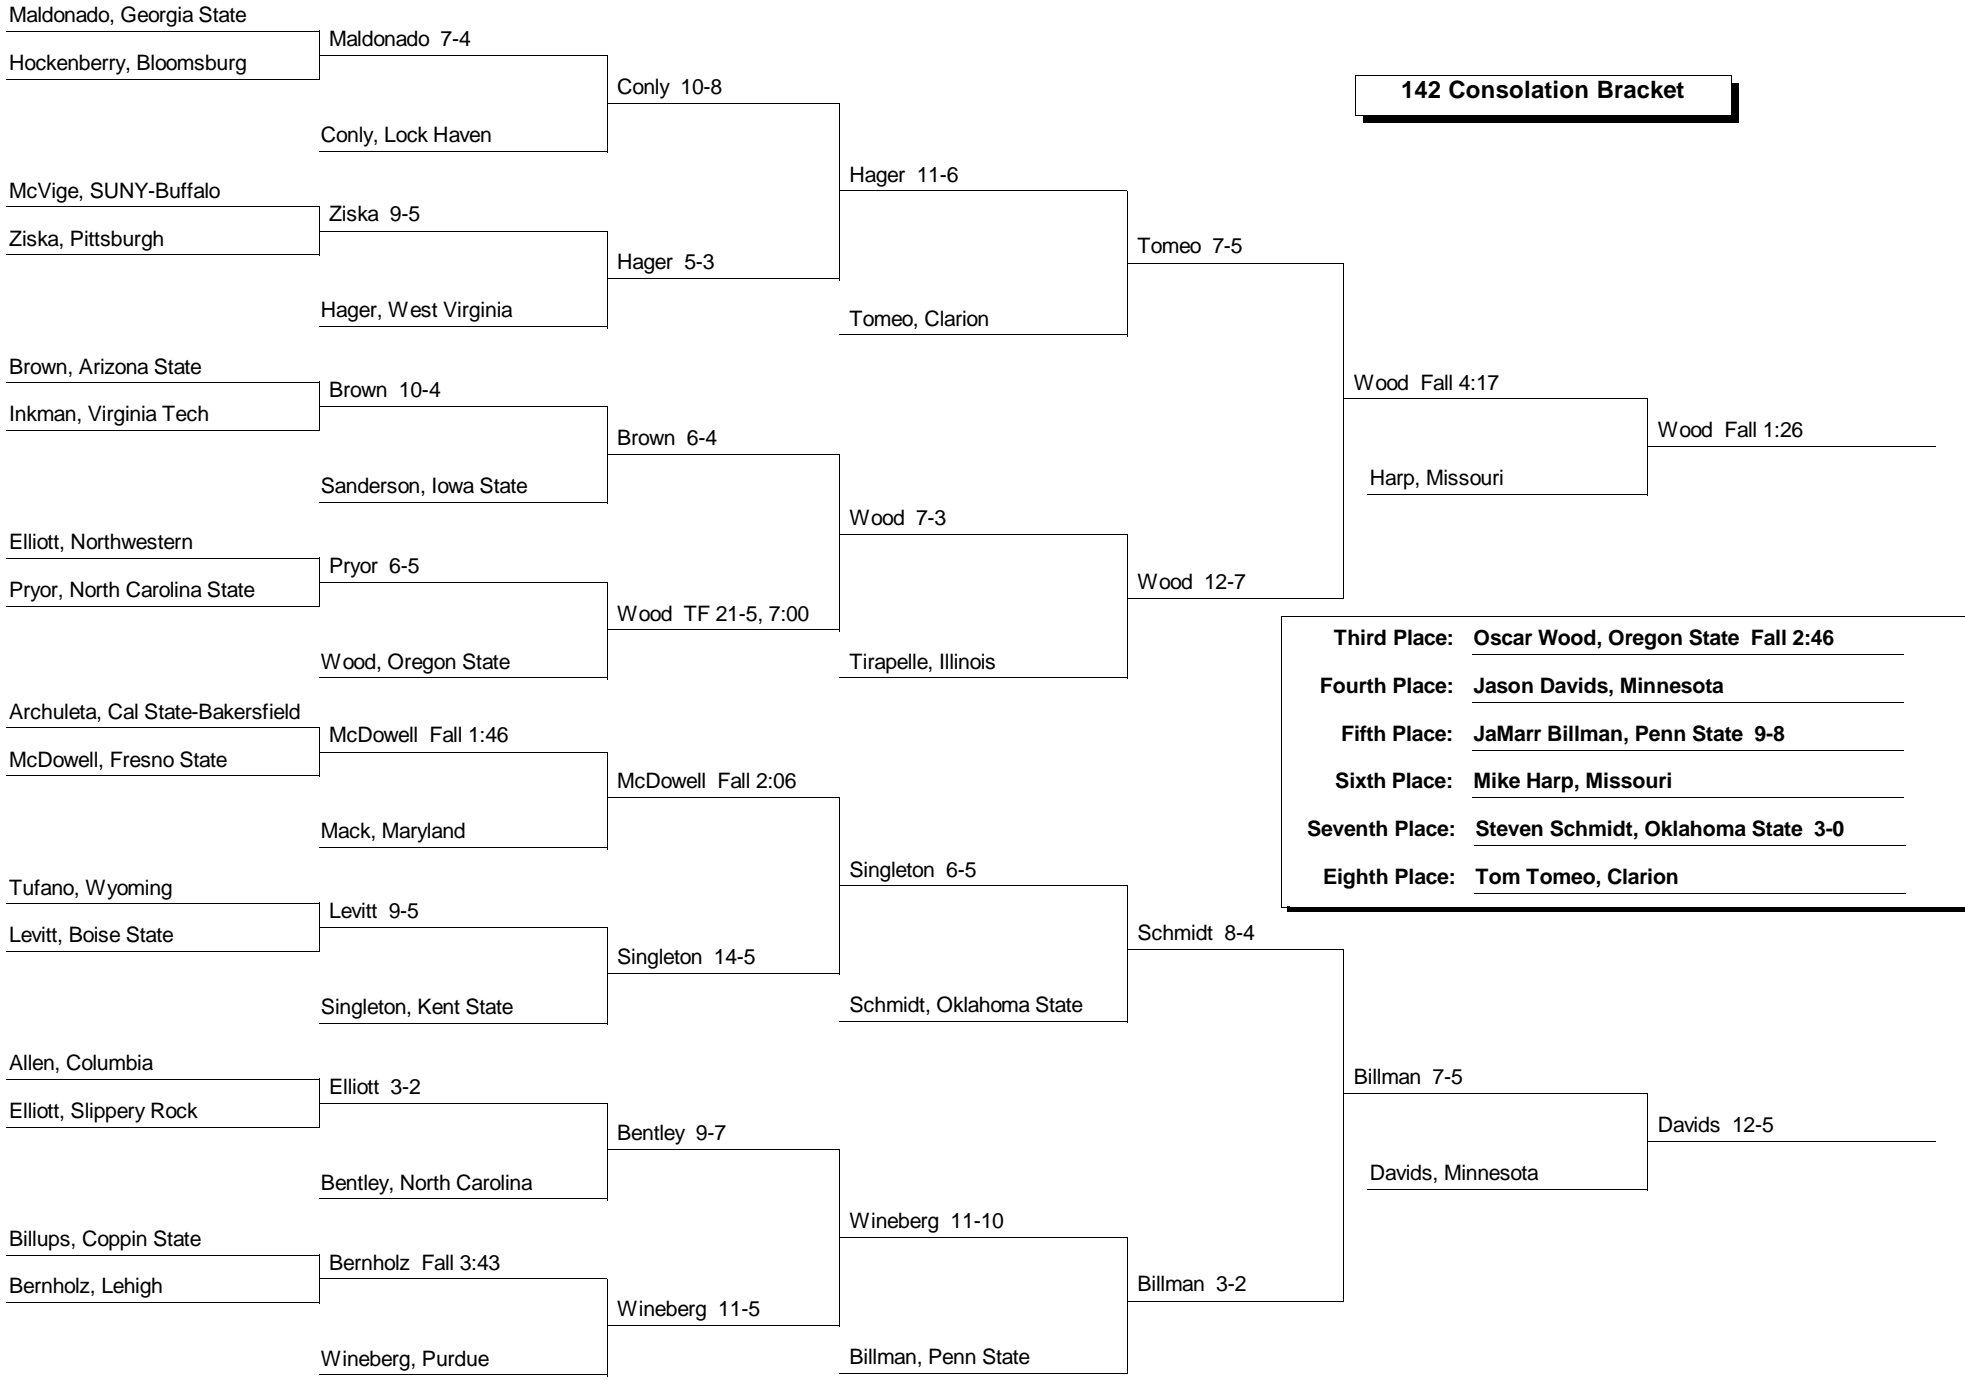 Maldonado, Georgia State
Hockenberry, Bloomsburg
McVige, SUNY-Buffalo
Ziska, Pittsburgh
Brown, Arizona State
Inkman, Virginia Tech
Elliott, Northwestern
Pryor, North Carolina State
Archuleta, Cal State-Bakersfield
McDowell, Fresno State
Tufano, Wyoming
Levitt, Boise State
Allen, Columbia
Elliott, Slippery Rock
Billups, Coppin State
Bernholz, Lehigh
Maldonado 7-4
Conly, Lock Haven
Ziska 9-5
Hager, West Virginia
Brown 10-4
Sanderson, Iowa State
Pryor 6-5
Wood, Oregon State
McDowell Fall 1:46
Mack, Maryland
Levitt 9-5
Singleton, Kent State
Elliott 3-2
Bentley, North Carolina
Bernholz Fall 3:43
Wineberg, Purdue
Conly 10-8
Hager 5-3
Brown 6-4
Wood TF 21-5, 7:00
McDowell Fall 2:06
Singleton 14-5
Bentley 9-7
Wineberg 11-5
Hager 11-6
Tomeo, Clarion
Wood 7-3
Tirapelle, Illinois
Singleton 6-5
Schmidt, Oklahoma State
Wineberg 11-10
Billman, Penn State
Tomeo 7-5
Wood 12-7
Schmidt 8-4
Billman 3-2
Wood Fall 4:17
Harp, Missouri
Billman 7-5
Davids, Minnesota
Wood Fall 1:26
Davids 12-5
142 Consolation Bracket
Third Place: Oscar Wood, Oregon State Fall 2:46
Fourth Place: Jason Davids, Minnesota
Fifth Place: JaMarr Billman, Penn State 9-8
Sixth Place: Mike Harp, Missouri
Seventh Place: Steven Schmidt, Oklahoma State 3-0
Eighth Place: Tom Tomeo, Clarion